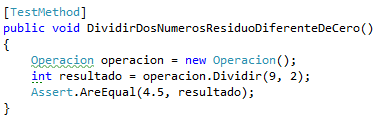 [TestMethod]
public void DividirDosNumerosResiduoDiferenteDeCero()
{
    Operacion operacion = new Operacion();
    int resultado = operacion.Dividir(9, 2);
    Assert.AreEqual(4.5, resultado);
}